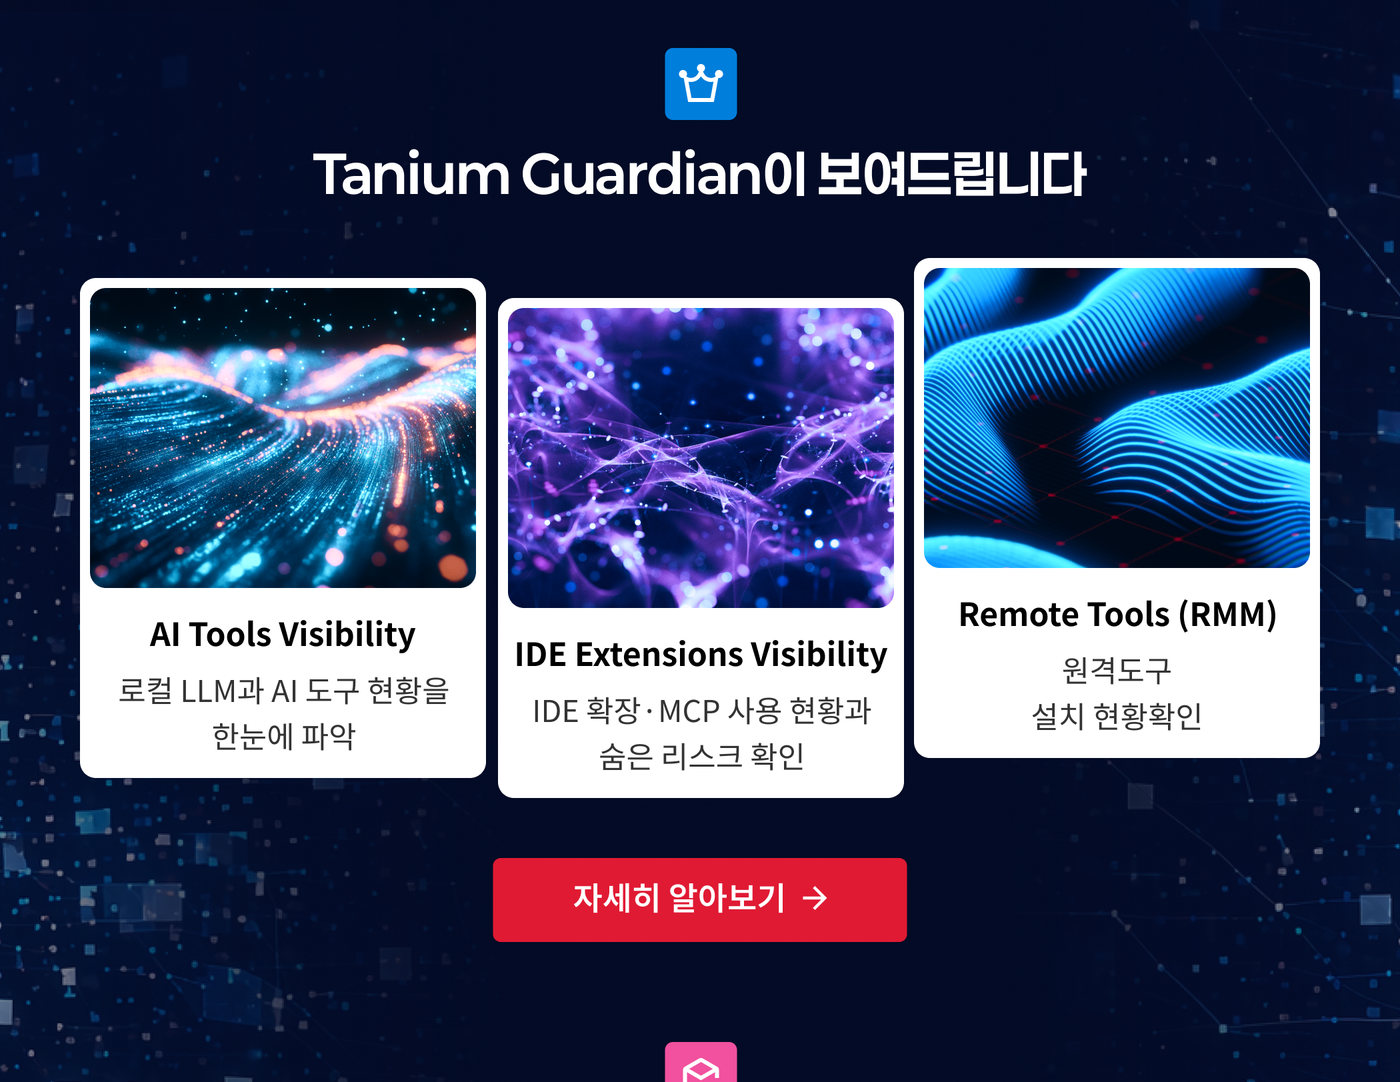 Tanium Guardian이 보여드립니다
AI Tools Visibility
로컬 LLM과 AI 도구 현황을
한눈에 파악
IDE Extensions Visibility
IDE 확장·MCP 사용 현황과
숨은 리스크 확인
Remote Tools (RMM)
원격도구
설치 현황확인
자세히 알아보기 →